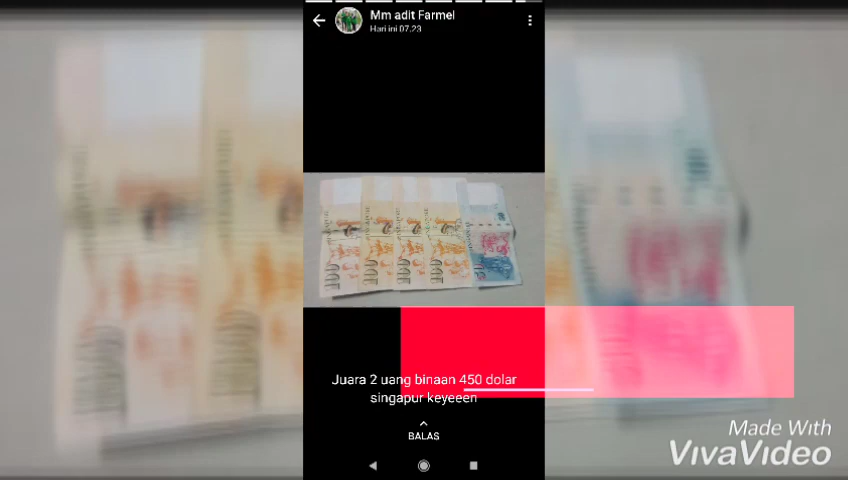 Mm adit Farmel
Hari ini 07.23
Juara 2 uang binaan 450 dolar
singapur keyeeen
BALAS
Made With
VivaVideo